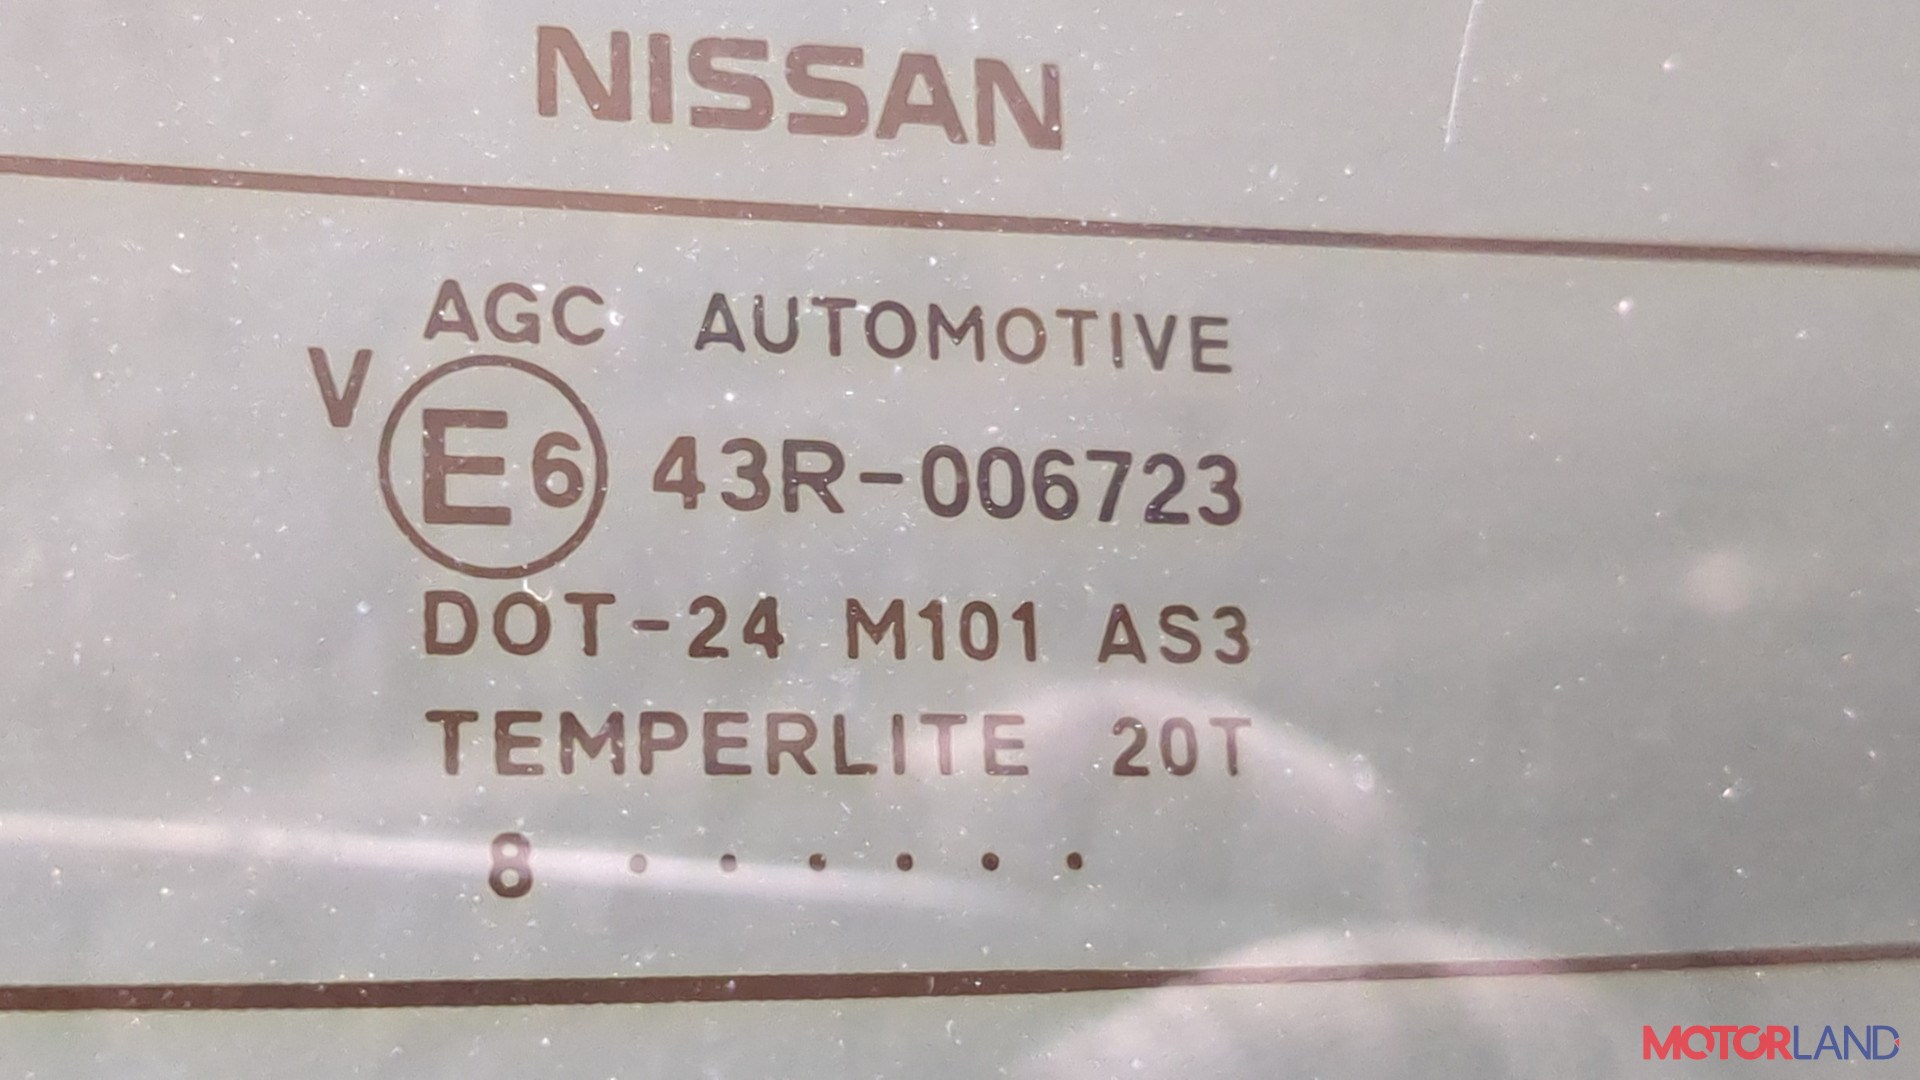 NISSAN
AGC AUTOMOTIVE
V E6 43R-006723
DOT-24 M101 AS3
TEMPERLITE 20T
8 · · · · · ·
MOTORLAND